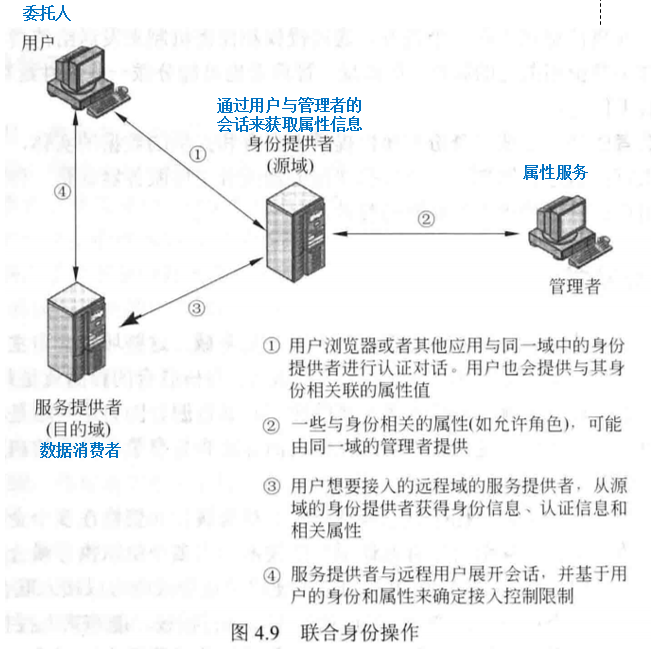 委托人
用户
通过用户与管理者的
会话来获取属性信息
身份提供者
(源域)
属性服务
管理者
①
②
③
④
服务提供者
(目的域)
数据消费者
① 用户浏览器或者其他应用与同一域中的身份
提供者进行认证对话。用户也会提供与其身
份相关联的属性值
② 一些与身份相关的属性(如允许角色)，可能
由同一域的管理者提供
③ 用户想要接入的远程域的服务提供者，从源
域的身份提供者获得身份信息、认证信息和
相关属性
④ 服务提供者与远程用户展开会话，并基于用
户的身份和属性来确定接入控制限制
图 4.9 联合身份操作